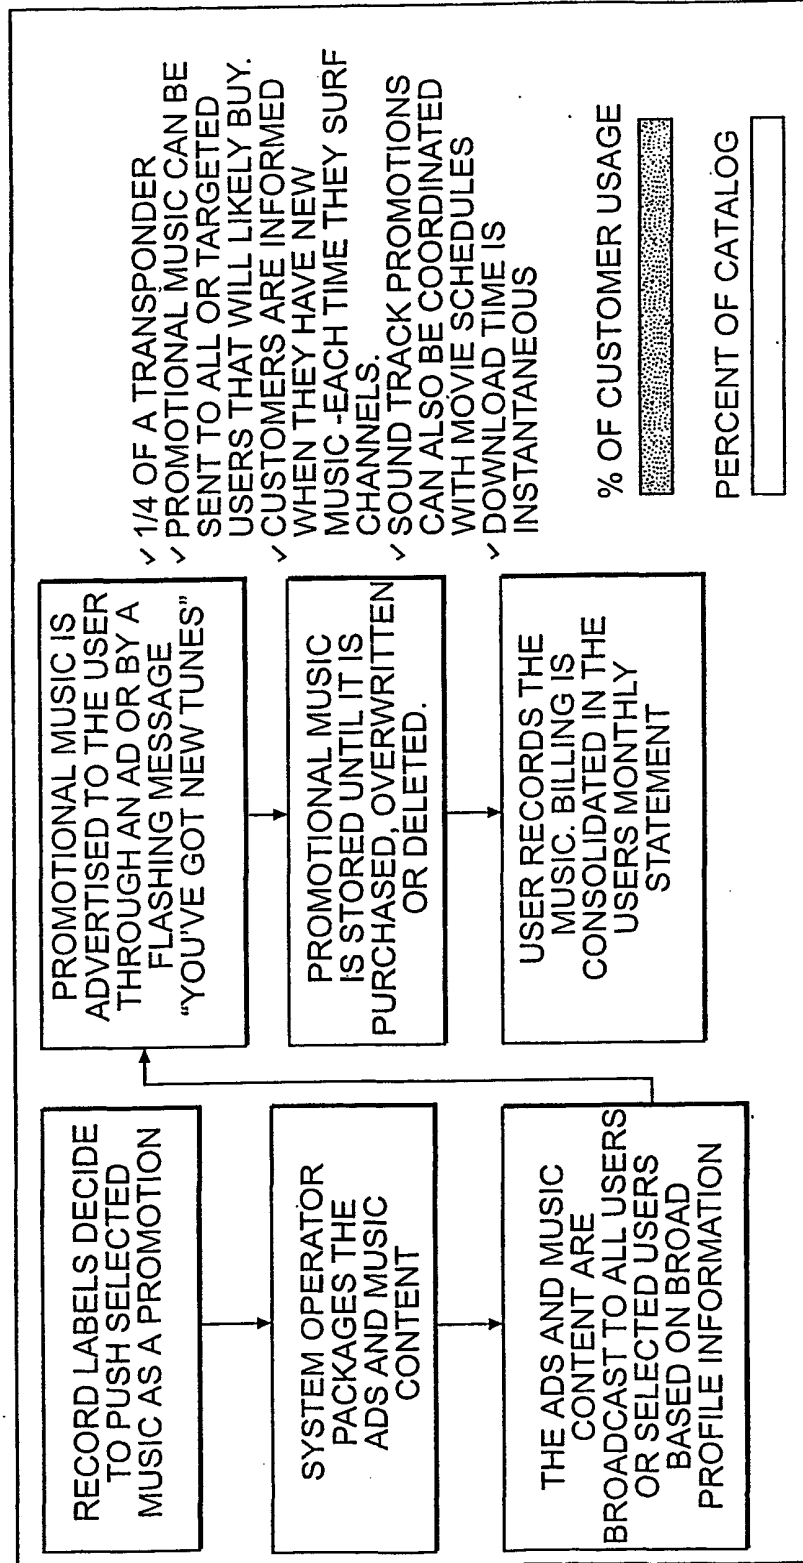 RECORD LABELS DECIDE
TO PUSH SELECTED
MUSIC AS A PROMOTION
SYSTEM OPERATOR
PACKAGES THE
ADS AND MUSIC
CONTENT
THE ADS AND MUSIC
CONTENT ARE
BROADCAST TO ALL USERS
OR SELECTED USERS
BASED ON BROAD
PROFILE INFORMATION
PROMOTIONAL MUSIC IS
ADVERTISED TO THE USER
THROUGH AN AD OR BY A
FLASHING MESSAGE
“YOU'VE GOT NEW TUNES”
PROMOTIONAL MUSIC
IS STORED UNTIL IT IS
PURCHASED, OVERWRITTEN
OR DELETED.
USER RECORDS THE
MUSIC. BILLING IS
CONSOLIDATED IN THE
USERS MONTHLY
STATEMENT
✓ 1/4 OF A TRANSPONDER
✓ PROMOTIONAL MUSIC CAN BE
SENT TO ALL OR TARGETED
USERS THAT WILL LIKELY BUY.
✓ CUSTOMERS ARE INFORMED
WHEN THEY HAVE NEW
MUSIC -EACH TIME THEY SURF
CHANNELS.
✓ SOUND TRACK PROMOTIONS
CAN ALSO BE COORDINATED
WITH MOVIE SCHEDULES
✓ DOWNLOAD TIME IS
INSTANTANEOUS
% OF CUSTOMER USAGE
PERCENT OF CATALOG